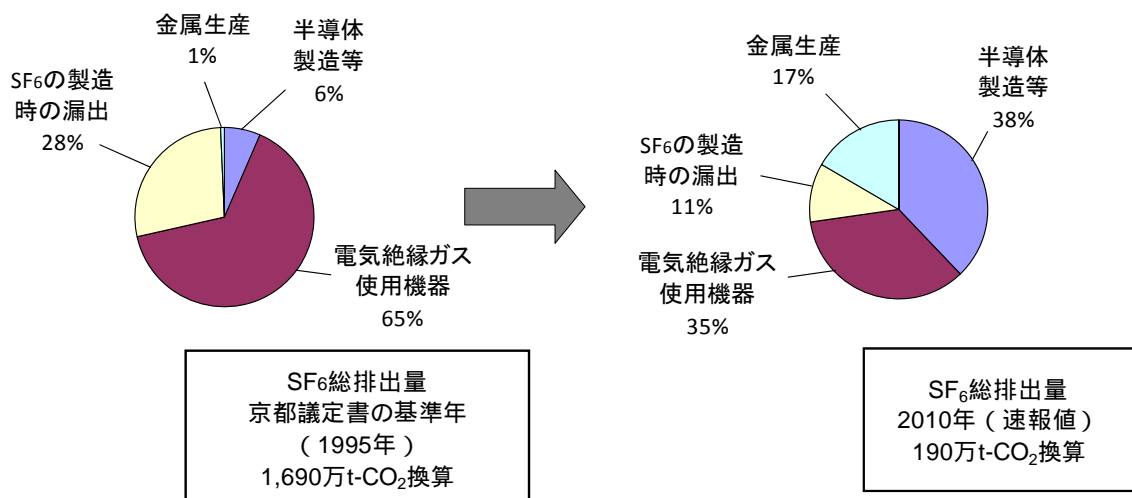 金属生産
1%
半導体
製造等
6%
SF6の製造
時の漏出
28%
電気絶縁ガス
使用機器
65%
SF6総排出量
京都議定書の基準年
(1995年)
1,690万t-CO2換算
金属生産
17%
半導体
製造等
38%
SF6の製造
時の漏出
11%
電気絶縁ガス
使用機器
35%
SF6総排出量
2010年(速報値)
190万t-CO2換算